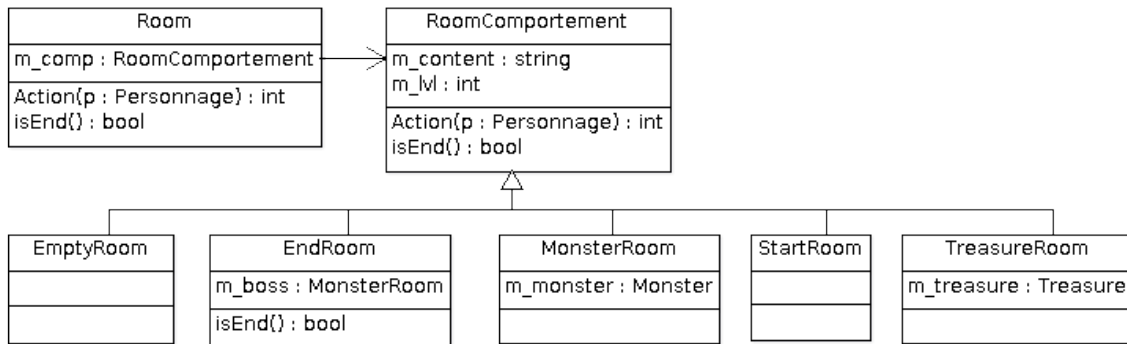 Room
m_comp : RoomComportement
Action(p : Personnage) : int
isEnd() : bool
RoomComportement
m_content : string
m_lvl : int
Action(p : Personnage) : int
isEnd() : bool
EmptyRoom
EndRoom
m_boss : MonsterRoom
isEnd() : bool
MonsterRoom
m_monster : Monster
StartRoom
TreasureRoom
m_treasure : Treasure